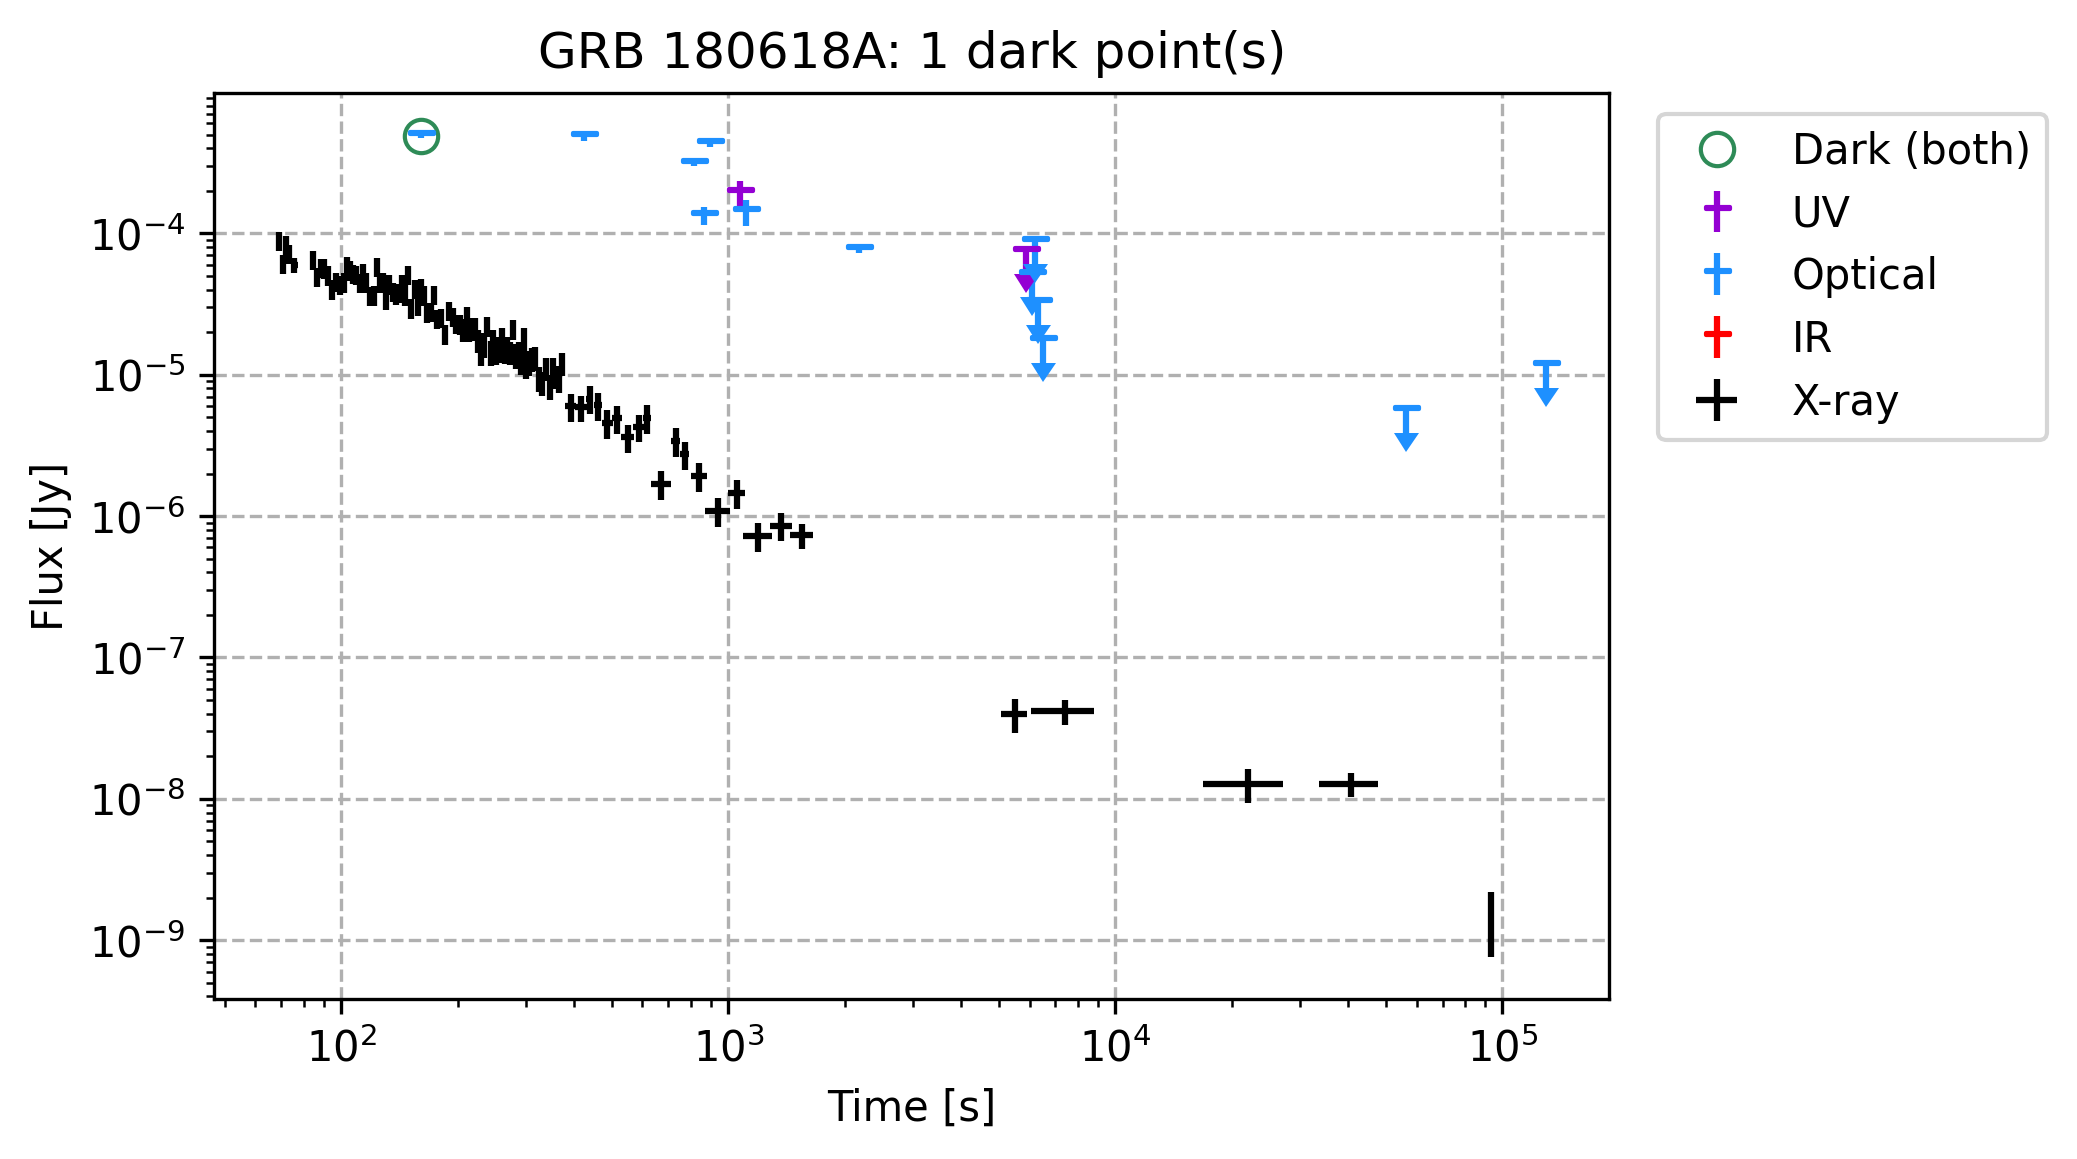 GRB 180618A: 1 dark point(s)
Dark (both)
UV
Optical
IR
X-ray
Flux [Jy]
10⁻⁴
10⁻⁵
10⁻⁶
10⁻⁷
10⁻⁸
10⁻⁹
10² 10³ 10⁴ 10⁵
Time [s]